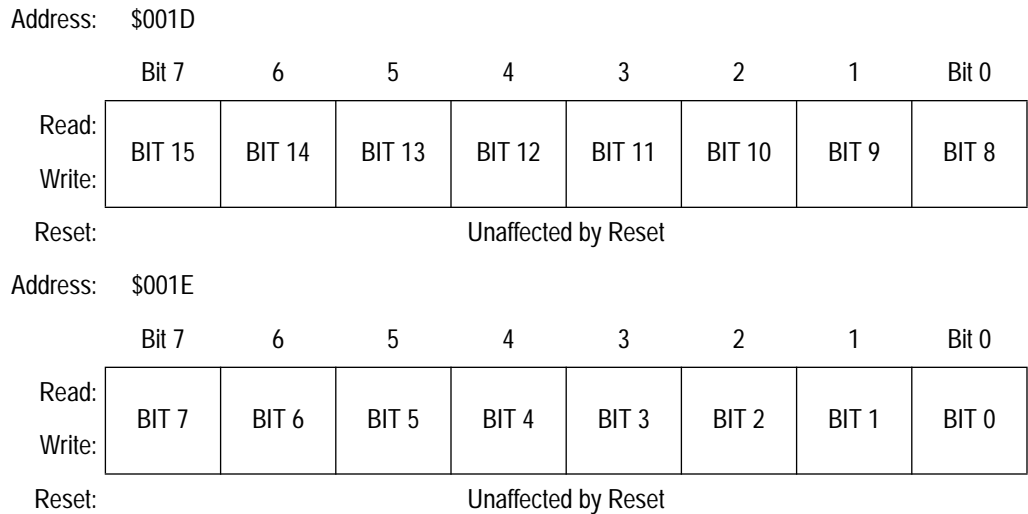 Address: $001D
Bit 7 6 5 4 3 2 1 Bit 0
Read:
BIT 15 BIT 14 BIT 13 BIT 12 BIT 11 BIT 10 BIT 9 BIT 8
Write:
Reset: Unaffected by Reset
Address: $001E
Bit 7 6 5 4 3 2 1 Bit 0
Read:
BIT 7 BIT 6 BIT 5 BIT 4 BIT 3 BIT 2 BIT 1 BIT 0
Write:
Reset: Unaffected by Reset